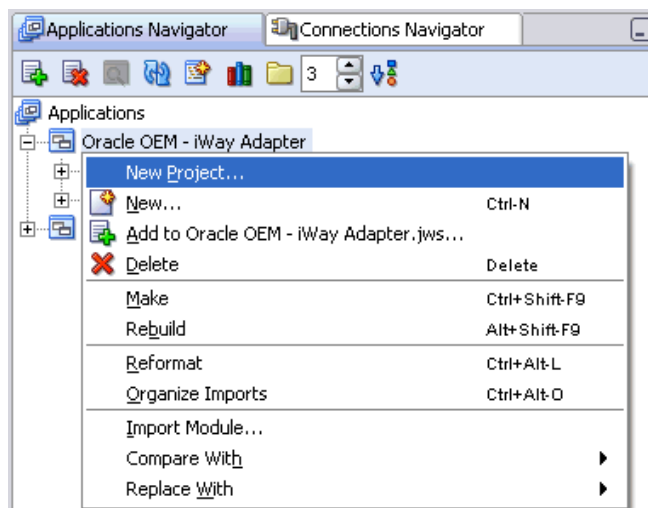 Applications Navigator Connections Navigator
3
Applications
Oracle OEM - iWay Adapter
New Project...
New... Ctrl-N
Add to Oracle OEM - iWay Adapter.jws...
Delete Delete
Make Ctrl+Shift-F9
Rebuild Alt+Shift-F9
Reformat Ctrl+Alt-L
Organize Imports Ctrl+Alt-O
Import Module...
Compare With
Replace With